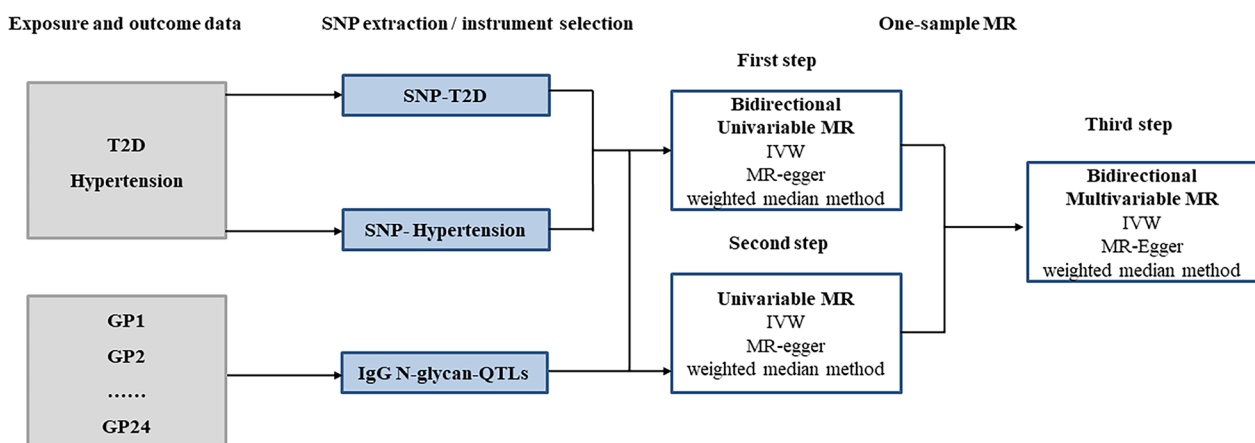 Exposure and outcome data
SNP extraction / instrument selection
One-sample MR
T2D
Hypertension
GP1
GP2
……
GP24
SNP-T2D
SNP- Hypertension
IgG N-glycan-QTLs
First step
Bidirectional
Univariable MR
IVW
MR-egger
weighted median method
Second step
Univariable MR
IVW
MR-egger
weighted median method
Third step
Bidirectional
Multivariable MR
IVW
MR-Egger
weighted median method